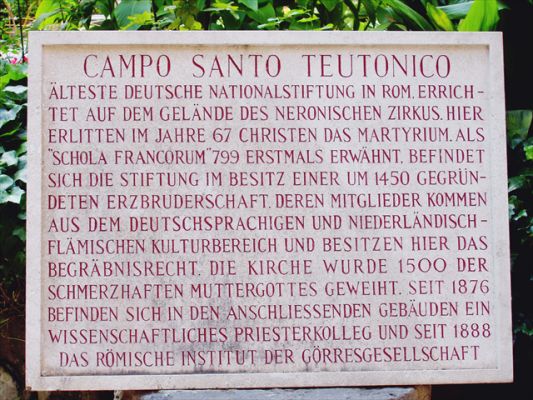 CAMPO SANTO TEUTONICO
ÄLTESTE DEUTSCHE NATIONALSTIFTUNG IN ROM, ERRICH-
TET AUF DEM GELÄNDE DES NERONISCHEN ZIRKUS. HIER
ERLITTEN IM JAHRE 67 CHRISTEN DAS MARTYRIUM. ALS
"SCHOLA FRANCORUM" 799 ERSTMALS ERWÄHNT, BEFINDET
SICH DIE STIFTUNG IM BESITZ EINER UM 1450 GEGRÜN-
DETEN ERZBRUDERSCHAFT, DEREN MITGLIEDER KOMMEN
AUS DEM DEUTSCHSPRACHIGEN UND NIEDERLÄNDISCH-
FLÄMISCHEN KULTURBEREICH UND BESITZEN HIER DAS
BEGRÄBNISRECHT. DIE KIRCHE WURDE 1500 DER
SCHMERZHAFTEN MUTTERGOTTES GEWEIHT. SEIT 1876
BEFINDEN SICH IN DEN ANSCHLIESSENDEN GEBÄUDEN EIN
WISSENSCHAFTLICHES PRIESTERKOLLEG UND SEIT 1888
DAS RÖMISCHE INSTITUT DER GÖRRESGESELLSCHAFT